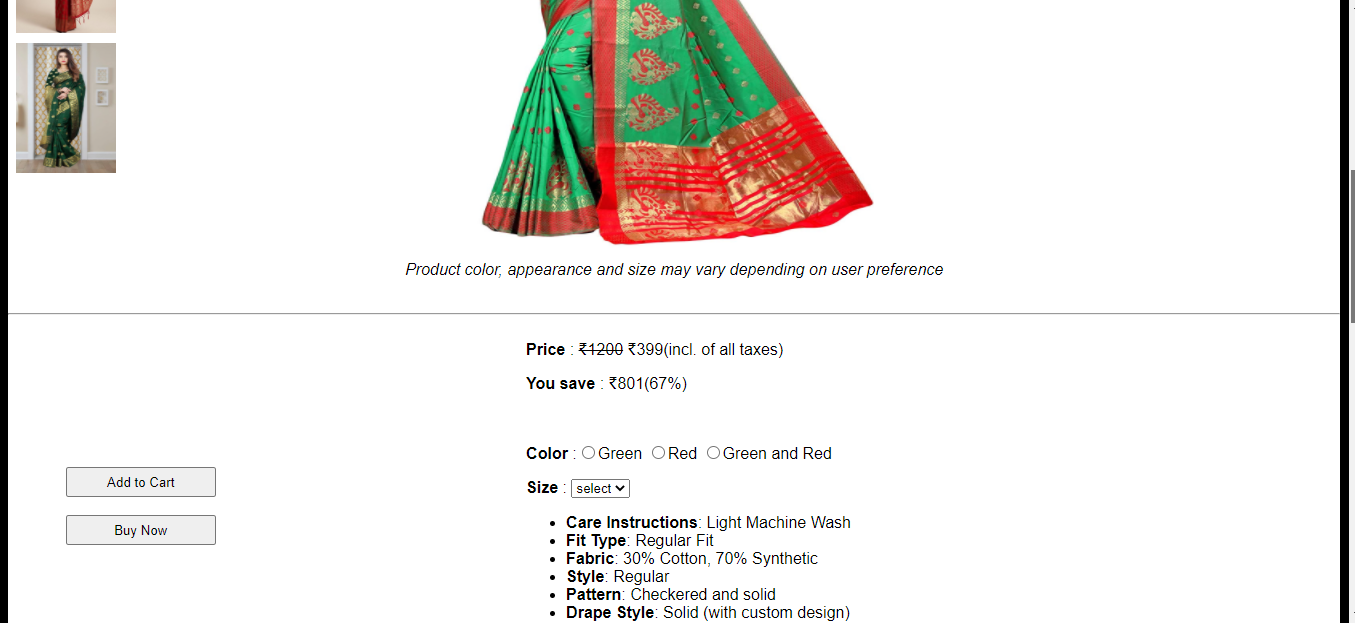 Product color, appearance and size may vary depending on user preference
Price : ₹1200 ₹399(incl. of all taxes)
You save : ₹801(67%)
Color : Green Red Green and Red
Add to Cart
Size : select
Buy Now
Care Instructions: Light Machine Wash
Fit Type: Regular Fit
Fabric: 30% Cotton, 70% Synthetic
Style: Regular
Pattern: Checkered and solid
Drape Style: Solid (with custom design)